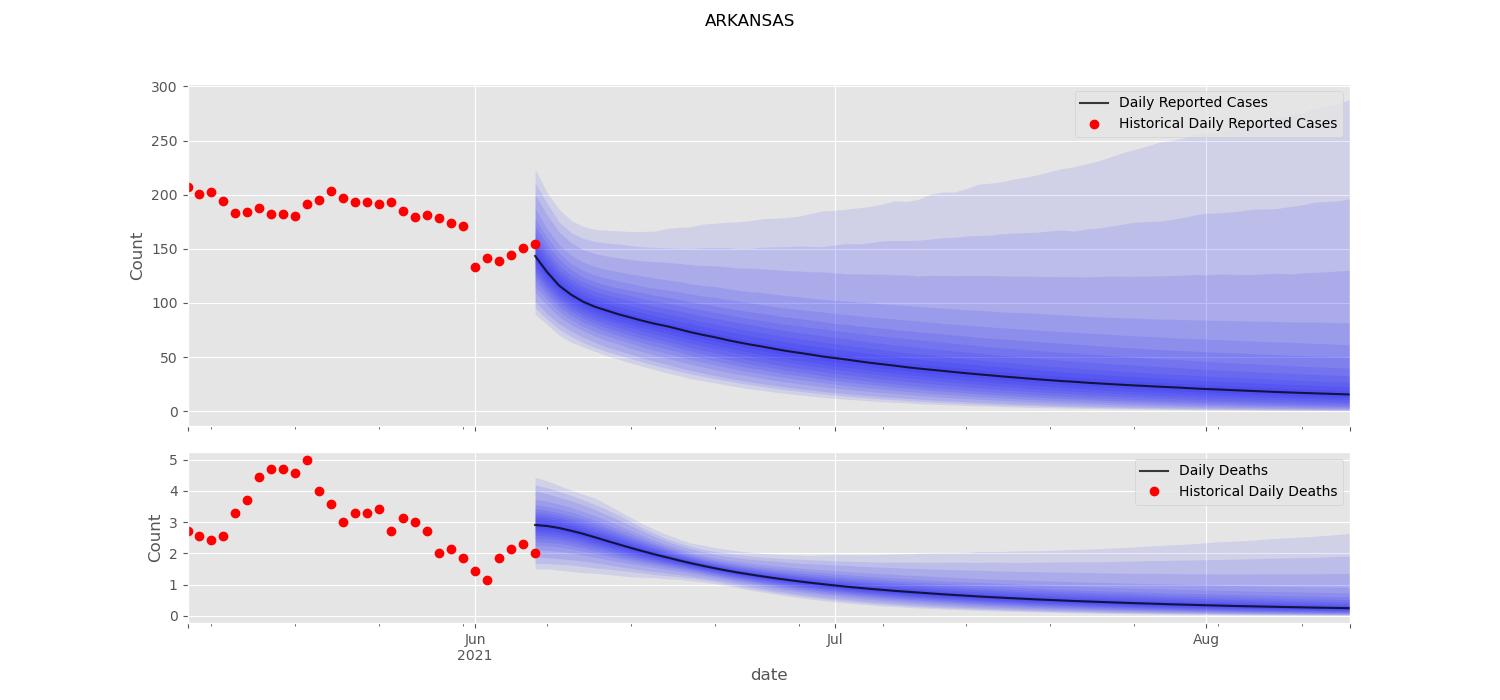 ARKANSAS
300
250
200
150
100
50
0
Count
Daily Reported Cases
Historical Daily Reported Cases
5
4
3
2
1
0
Count
Daily Deaths
Historical Daily Deaths
Jun
2021
Jul
Aug
date